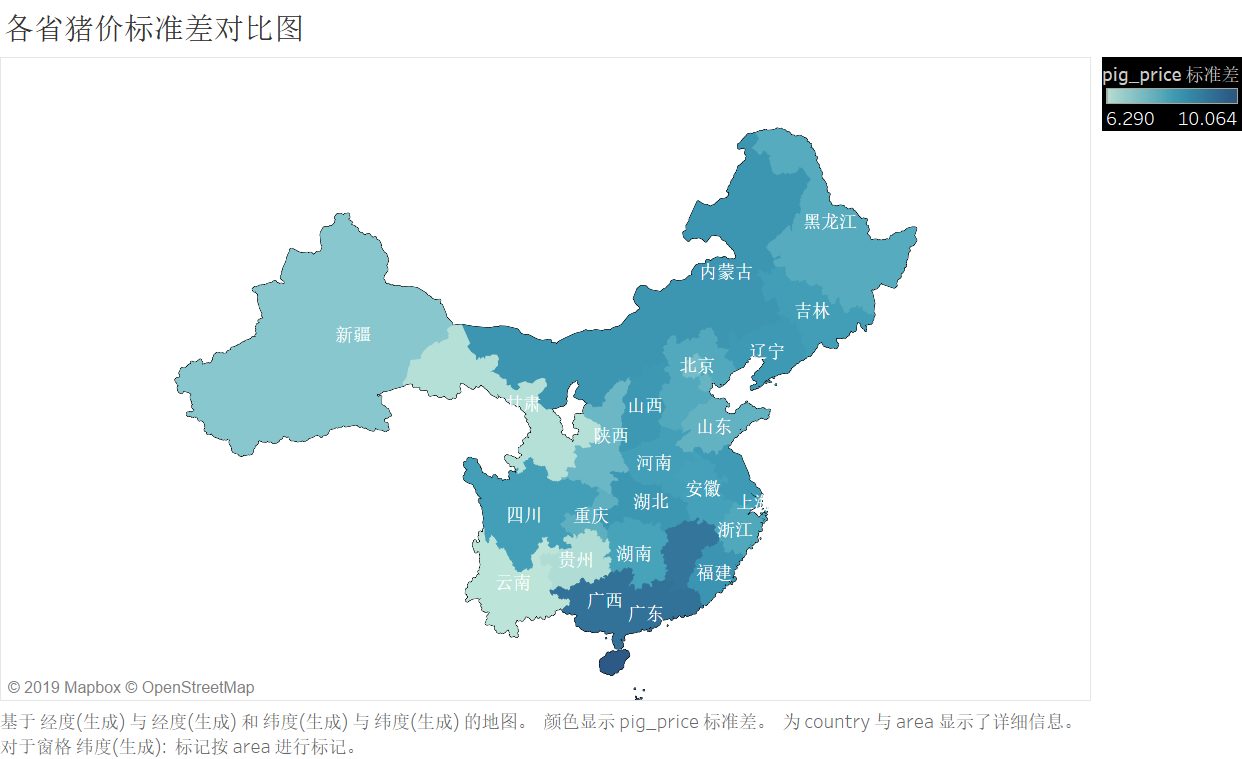 各省猪价标准差对比图
pig_price 标准差
6.290 10.064
黑龙江
内蒙古
吉林
新疆
辽宁
北京
甘肃
山西
山东
陕西
河南
安徽
湖北
上海
四川
重庆
浙江
湖南
贵州
福建
云南
广西
广东
© 2019 Mapbox © OpenStreetMap
基于 经度(生成) 与 经度(生成) 和 纬度(生成) 与 纬度(生成) 的地图。 颜色显示 pig_price 标准差。 为 country 与 area 显示了详细信息。
对于窗格 纬度(生成): 标记按 area 进行标记。